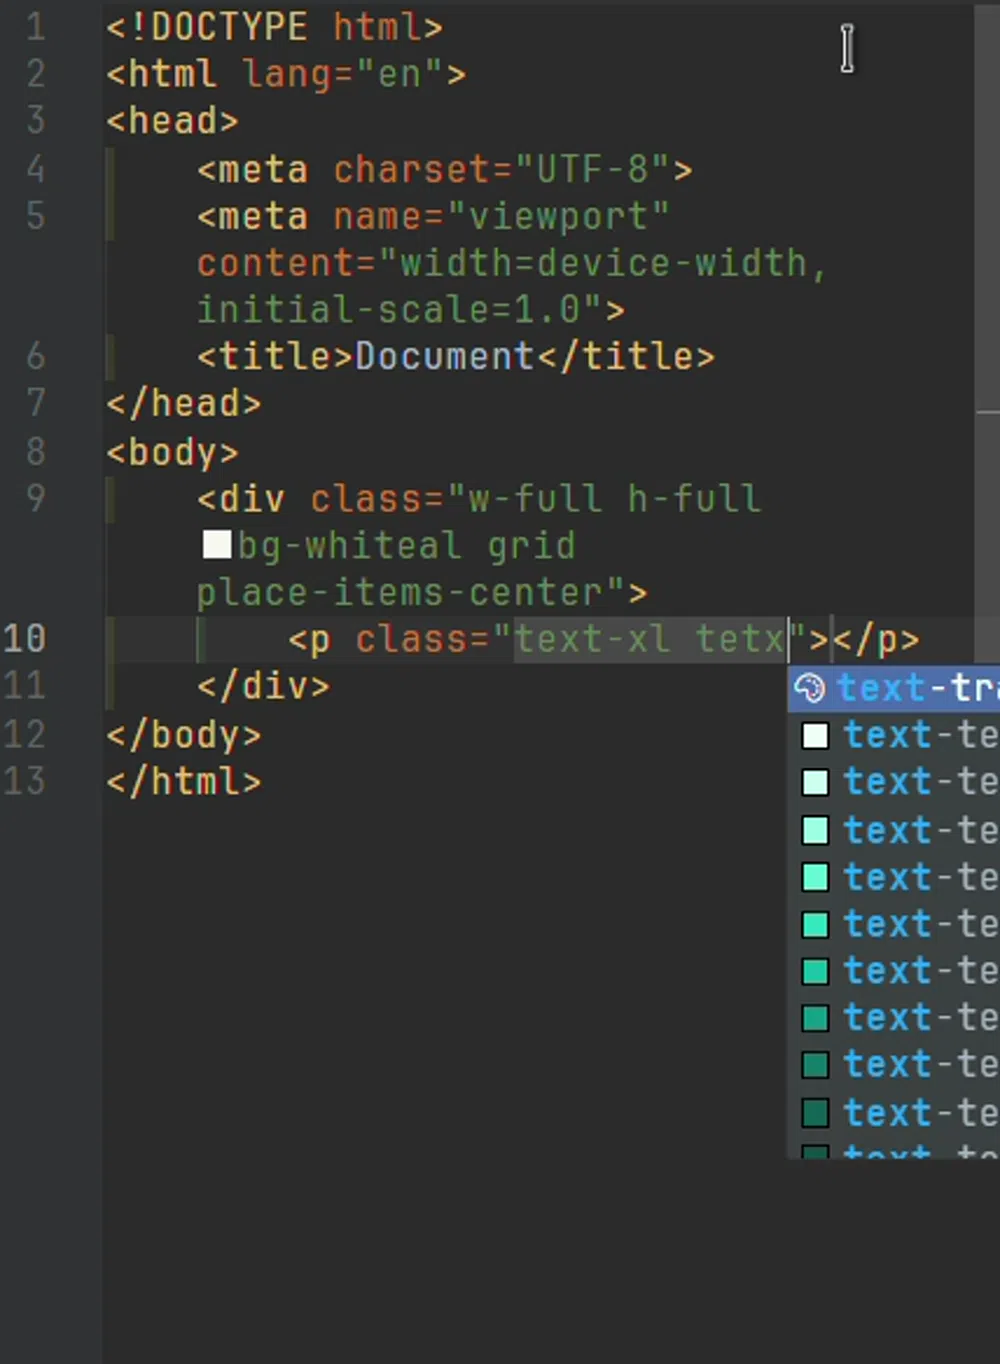 1 <!DOCTYPE html>
2 <html lang="en">
3 <head>
4 <meta charset="UTF-8">
5 <meta name="viewport"
content="width=device-width,
initial-scale=1.0">
6 <title>Document</title>
7 </head>
8 <body>
9 <div class="w-full h-full
bg-whiteal grid
place-items-center">
10 <p class="text-xl tetx"></p>
11 </div>
12 </body>
13 </html>
text-tra
text-te
text-te
text-te
text-te
text-te
text-te
text-te
text-te
text-te
text-te